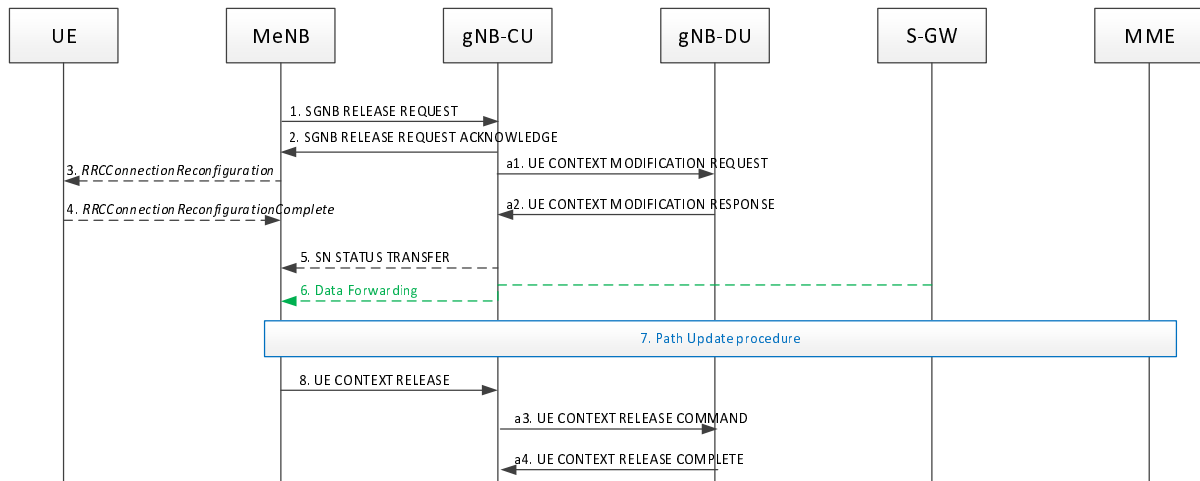 UE
MeNB
gNB-CU
gNB-DU
S-GW
MME
1. SGNB RELEASE REQUEST
2. SGNB RELEASE REQUEST ACKNOWLEDGE
a1. UE CONTEXT MODIFICATION REQUEST
3. RRCConnectionReconfiguration
a2. UE CONTEXT MODIFICATION RESPONSE
4. RRCConnectionReconfigurationComplete
5. SN STATUS TRANSFER
6. Data Forwarding
7. Path Update procedure
8. UE CONTEXT RELEASE
a3. UE CONTEXT RELEASE COMMAND
a4. UE CONTEXT RELEASE COMPLETE